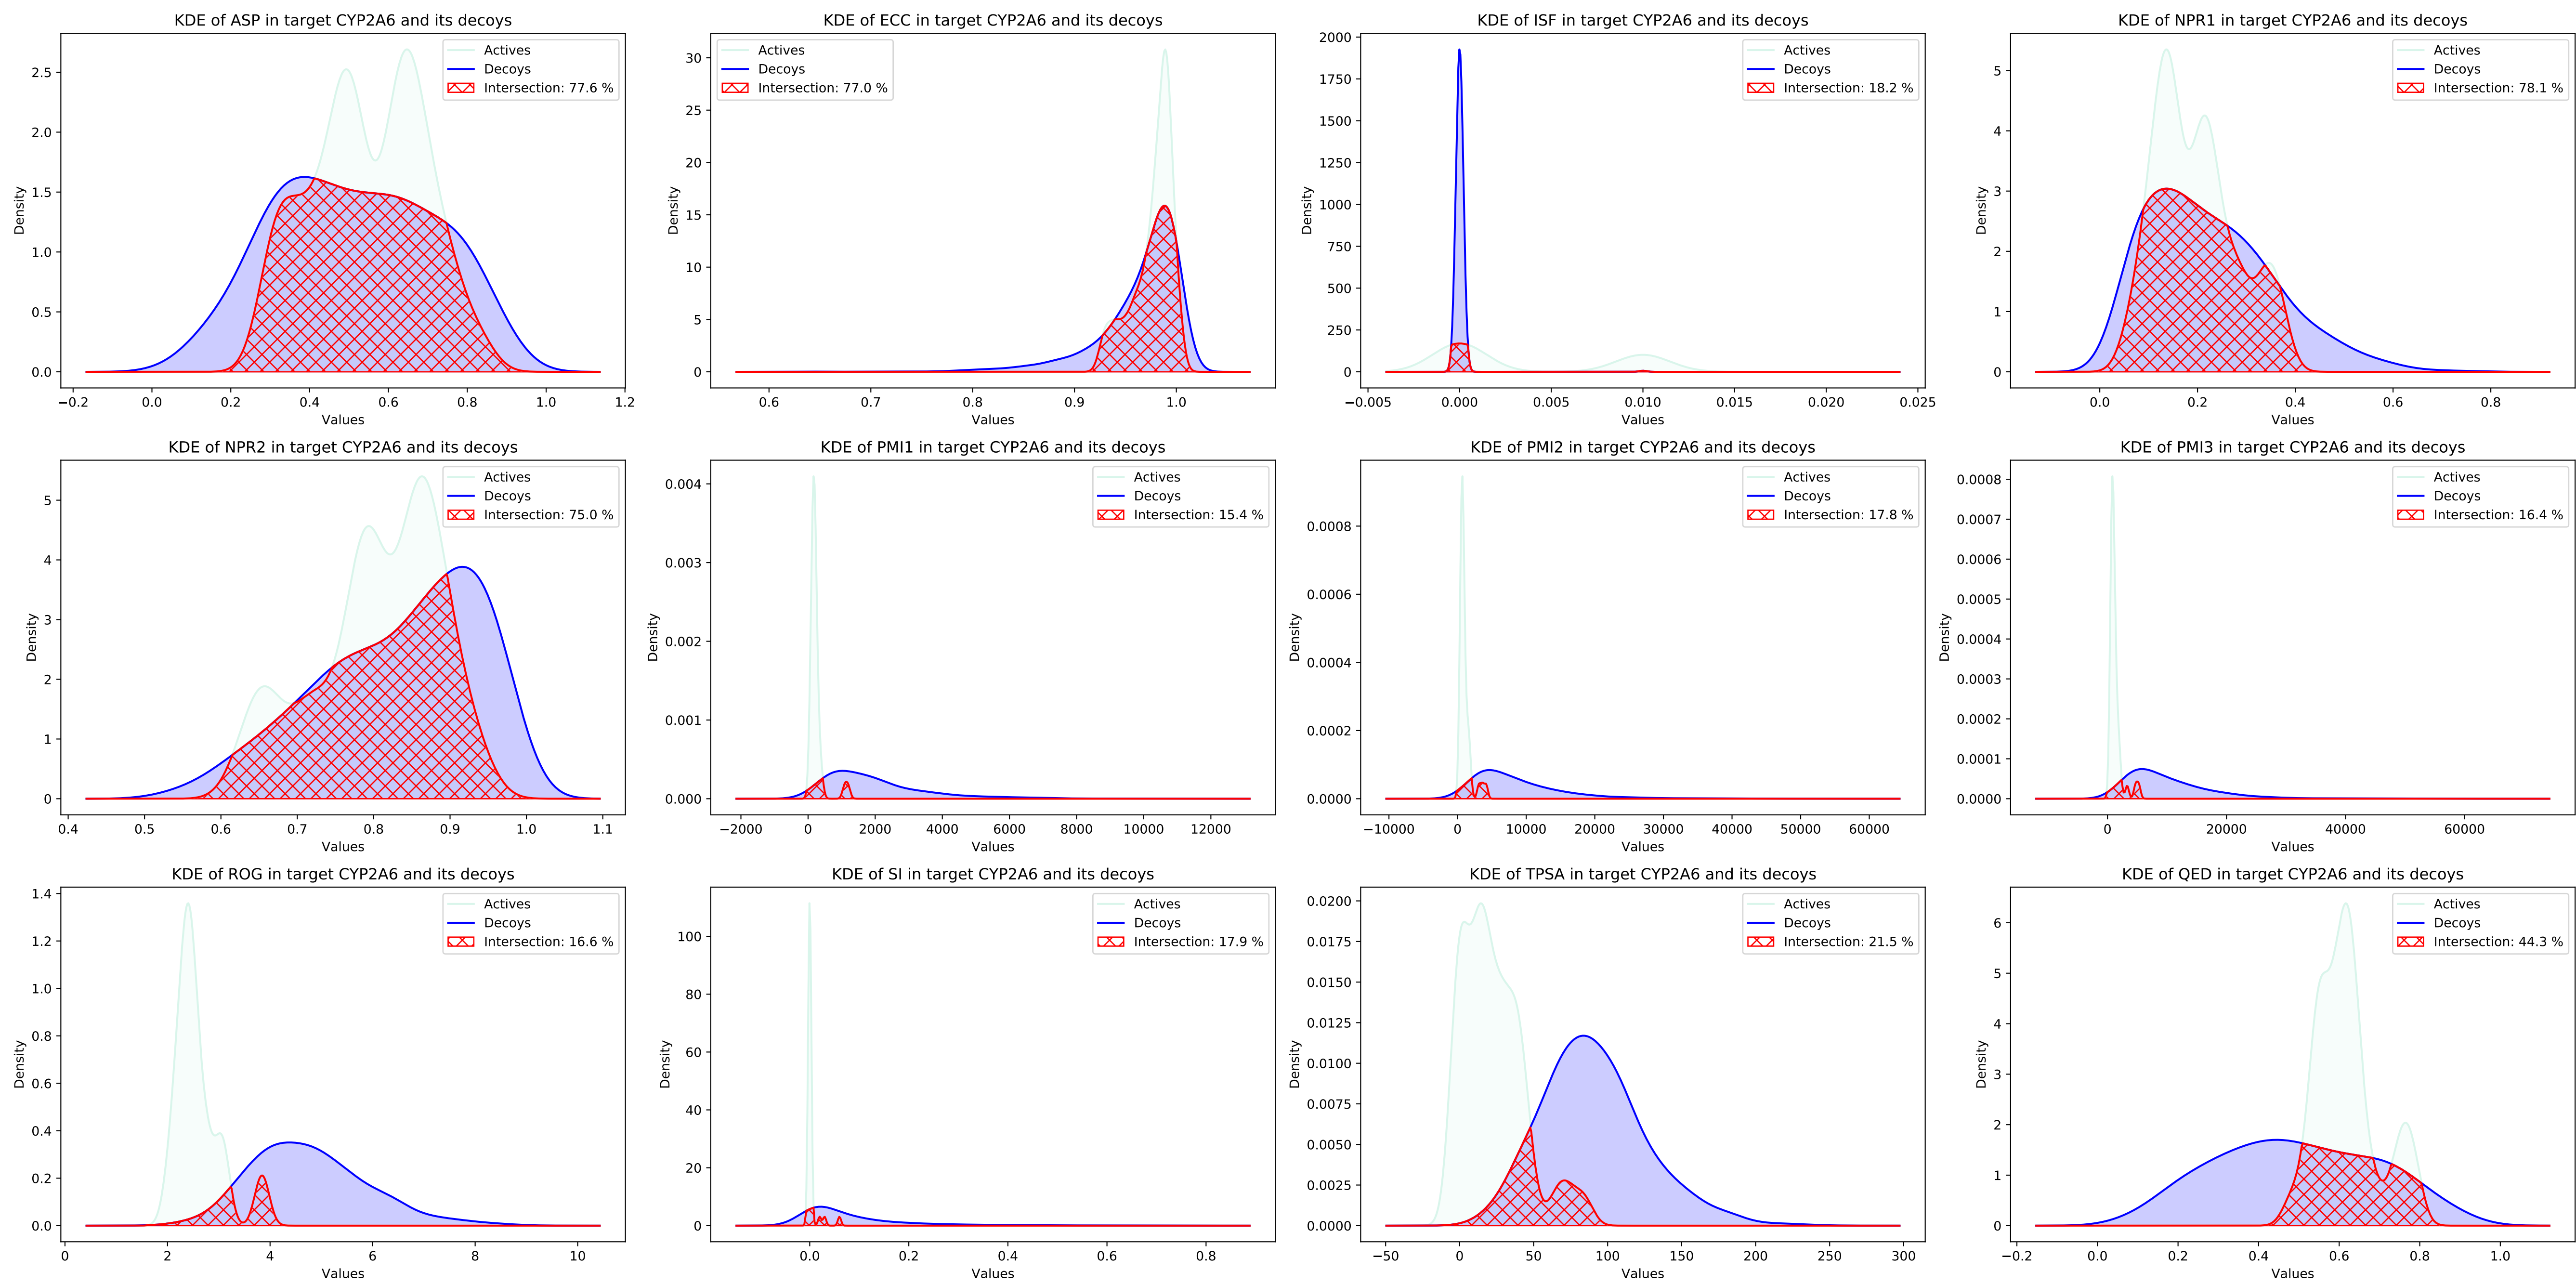 KDE of ASP in target CYP2A6 and its decoys
Actives
Decoys
Intersection: 77.6 %
Density
2.5
2.0
1.5
1.0
0.5
0.0
−0.2 0.0 0.2 0.4 0.6 0.8 1.0 1.2
Values
KDE of ECC in target CYP2A6 and its decoys
Actives
Decoys
Intersection: 77.0 %
Density
30
25
20
15
10
5
0
0.6 0.7 0.8 0.9 1.0
Values
KDE of ISF in target CYP2A6 and its decoys
Actives
Decoys
Intersection: 18.2 %
Density
2000
1750
1500
1250
1000
750
500
250
0
−0.005 0.000 0.005 0.010 0.015 0.020 0.025
Values
KDE of NPR1 in target CYP2A6 and its decoys
Actives
Decoys
Intersection: 78.1 %
Density
5
4
3
2
1
0
0.0 0.2 0.4 0.6 0.8
Values
KDE of NPR2 in target CYP2A6 and its decoys
Actives
Decoys
Intersection: 75.0 %
Density
5
4
3
2
1
0
0.4 0.5 0.6 0.7 0.8 0.9 1.0 1.1
Values
KDE of PMI1 in target CYP2A6 and its decoys
Actives
Decoys
Intersection: 15.4 %
Density
0.004
0.003
0.002
0.001
0.000
−2000 0 2000 4000 6000 8000 10000 12000
Values
KDE of PMI2 in target CYP2A6 and its decoys
Actives
Decoys
Intersection: 17.8 %
Density
0.0008
0.0006
0.0004
0.0002
0.0000
−10000 0 10000 20000 30000 40000 50000 60000
Values
KDE of PMI3 in target CYP2A6 and its decoys
Actives
Decoys
Intersection: 16.4 %
Density
0.0008
0.0007
0.0006
0.0005
0.0004
0.0003
0.0002
0.0001
0.0000
0 20000 40000 60000
Values
KDE of ROG in target CYP2A6 and its decoys
Actives
Decoys
Intersection: 16.6 %
Density
1.4
1.2
1.0
0.8
0.6
0.4
0.2
0.0
0 2 4 6 8 10
Values
KDE of SI in target CYP2A6 and its decoys
Actives
Decoys
Intersection: 17.9 %
Density
100
80
60
40
20
0
0.0 0.2 0.4 0.6 0.8
Values
KDE of TPSA in target CYP2A6 and its decoys
Actives
Decoys
Intersection: 21.5 %
Density
0.0200
0.0175
0.0150
0.0125
0.0100
0.0075
0.0050
0.0025
0.0000
−50 0 50 100 150 200 250 300
Values
KDE of QED in target CYP2A6 and its decoys
Actives
Decoys
Intersection: 44.3 %
Density
6
5
4
3
2
1
0
−0.2 0.0 0.2 0.4 0.6 0.8 1.0
Values